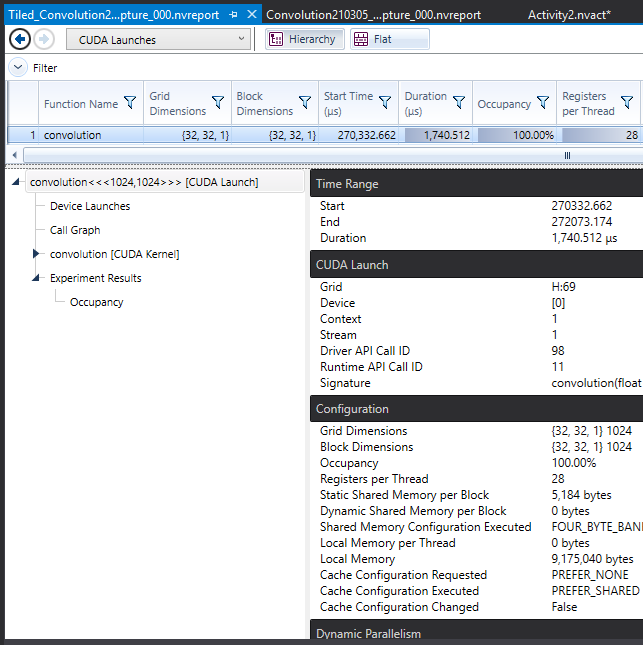 Tiled_Convolution2...pture_000.nvreport Convolution210305_...pture_000.nvreport Activity2.nvact*
CUDA Launches Hierarchy Flat
Filter
Function Name Grid Dimensions Block Dimensions Start Time (µs) Duration (µs) Occupancy Registers per Thread
1 convolution {32, 32, 1} {32, 32, 1} 270,332.662 1,740.512 100.00% 28
convolution<<<1024,1024>>> [CUDA Launch]
Device Launches
Call Graph
convolution [CUDA Kernel]
Experiment Results
Occupancy
Time Range
Start 270332.662
End 272073.174
Duration 1,740.512 µs
CUDA Launch
Grid H:69
Device [0]
Context 1
Stream 1
Driver API Call ID 98
Runtime API Call ID 11
Signature convolution(float
Configuration
Grid Dimensions {32, 32, 1} 1024
Block Dimensions {32, 32, 1} 1024
Occupancy 100.00%
Registers per Thread 28
Static Shared Memory per Block 5,184 bytes
Dynamic Shared Memory per Block 0 bytes
Shared Memory Configuration Executed FOUR_BYTE_BAN
Local Memory per Thread 0 bytes
Local Memory 9,175,040 bytes
Cache Configuration Requested PREFER_NONE
Cache Configuration Executed PREFER_SHARED
Cache Configuration Changed False
Dynamic Parallelism